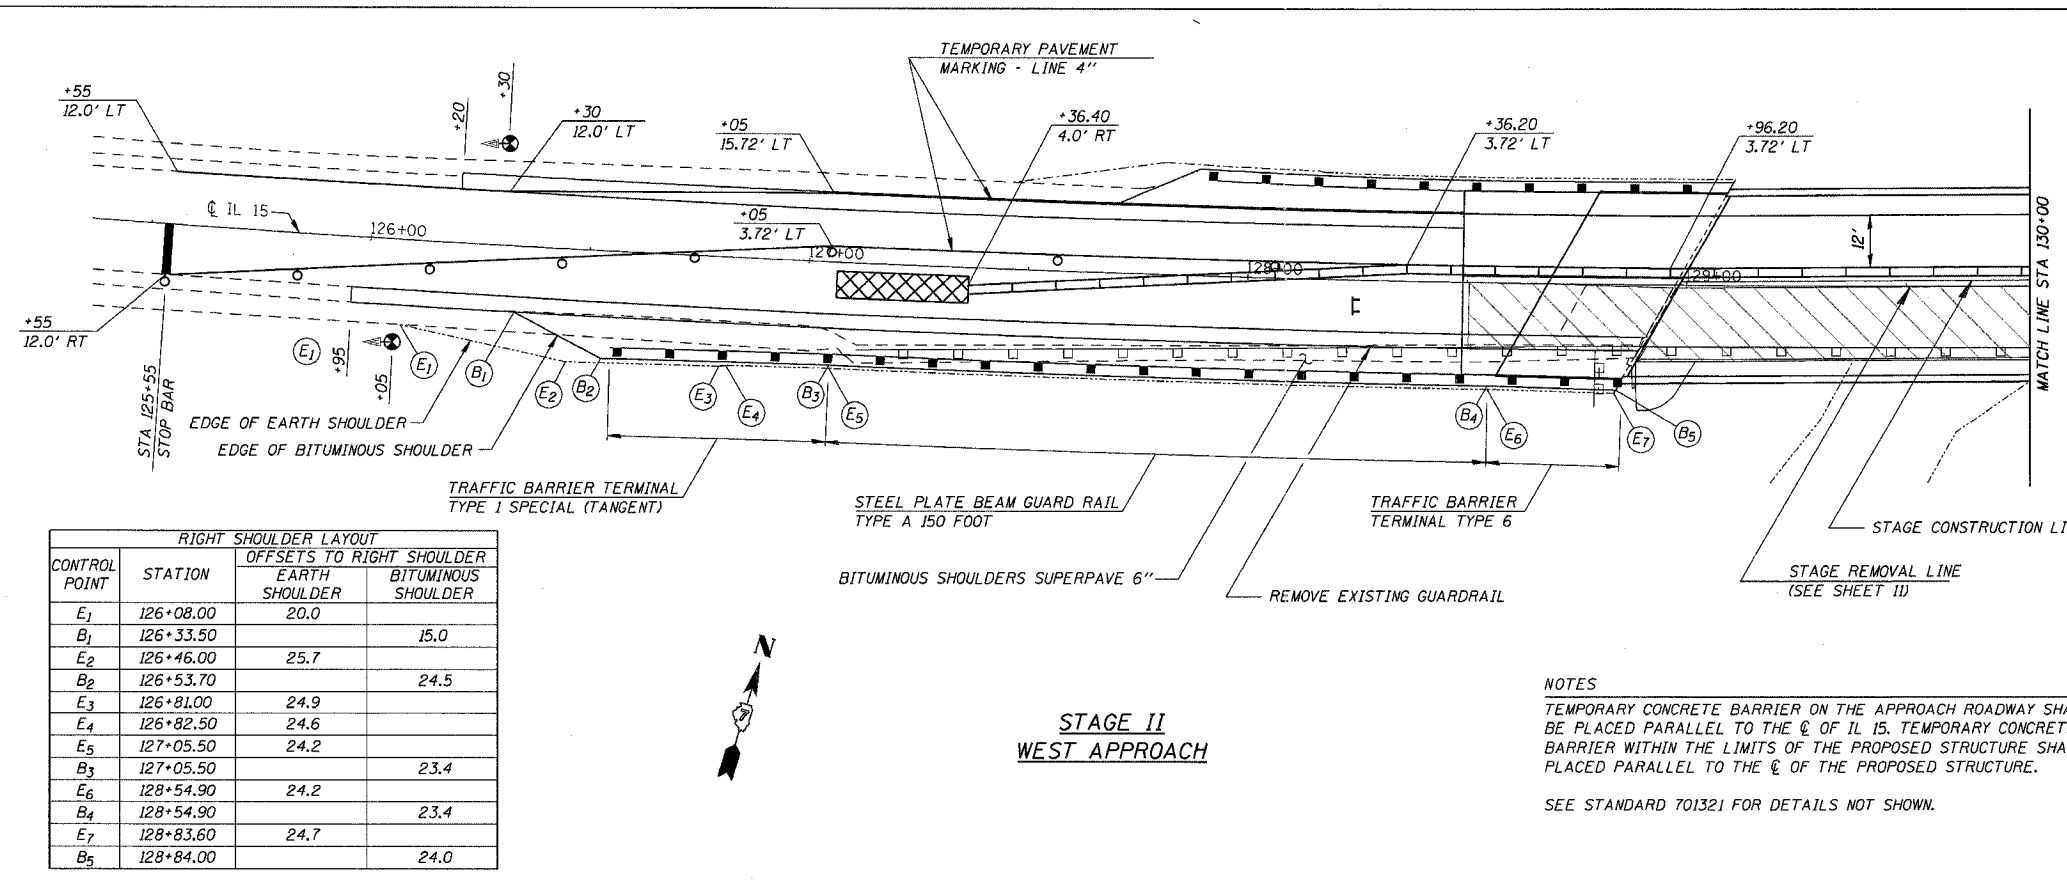 TEMPORARY PAVEMENT
MARKING - LINE 4"
+55
12.0' LT
+20
+30
+30
12.0' LT
+05
15.72' LT
+36.40
4.0' RT
+36.20
3.72' LT
+96.20
3.72' LT
℄ IL 15
126+00
+05
3.72' LT
127+00
128+00
129+00
12'
MATCH LINE STA 130+00
+55
12.0' RT
STA 125+55
STOP BAR
E1
+95
+05
E1
B1
E2
B2
E3
E4
B3
E5
B4
E6
E7
B5
EDGE OF EARTH SHOULDER
EDGE OF BITUMINOUS SHOULDER
TRAFFIC BARRIER TERMINAL
TYPE 1 SPECIAL (TANGENT)
STEEL PLATE BEAM GUARD RAIL
TYPE A 150 FOOT
TRAFFIC BARRIER
TERMINAL TYPE 6
STAGE CONSTRUCTION LI
BITUMINOUS SHOULDERS SUPERPAVE 6"
REMOVE EXISTING GUARDRAIL
STAGE REMOVAL LINE
(SEE SHEET 11)
RIGHT SHOULDER LAYOUT
CONTROL POINT STATION OFFSETS TO RIGHT SHOULDER
EARTH SHOULDER BITUMINOUS SHOULDER
E1 126+08.00 20.0
B1 126+33.50 15.0
E2 126+46.00 25.7
B2 126+53.70 24.5
E3 126+81.00 24.9
E4 126+82.50 24.6
E5 127+05.50 24.2
B3 127+05.50 23.4
E6 128+54.90 24.2
B4 128+54.90 23.4
E7 128+83.60 24.7
B5 128+84.00 24.0
N
7
STAGE II
WEST APPROACH
NOTES
TEMPORARY CONCRETE BARRIER ON THE APPROACH ROADWAY SHA
BE PLACED PARALLEL TO THE ℄ OF IL 15. TEMPORARY CONCRET
BARRIER WITHIN THE LIMITS OF THE PROPOSED STRUCTURE SHA
PLACED PARALLEL TO THE ℄ OF THE PROPOSED STRUCTURE.
SEE STANDARD 701321 FOR DETAILS NOT SHOWN.